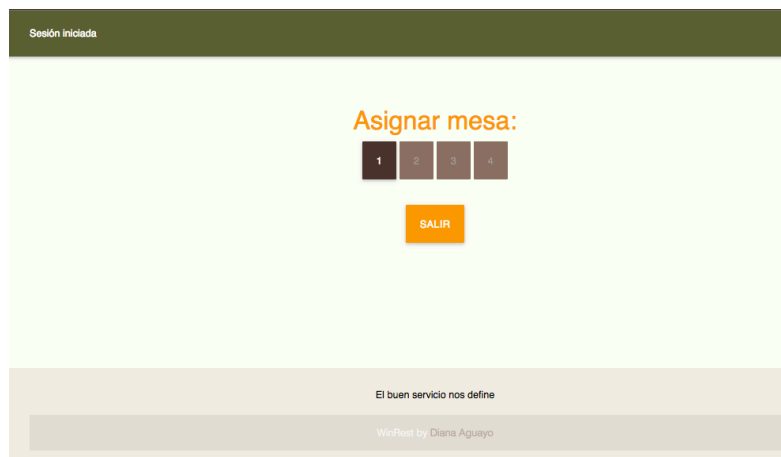 Sesión iniciada
Asignar mesa:
1 2 3 4
SALIR
El buen servicio nos define
WinRest by Diana Aguayo